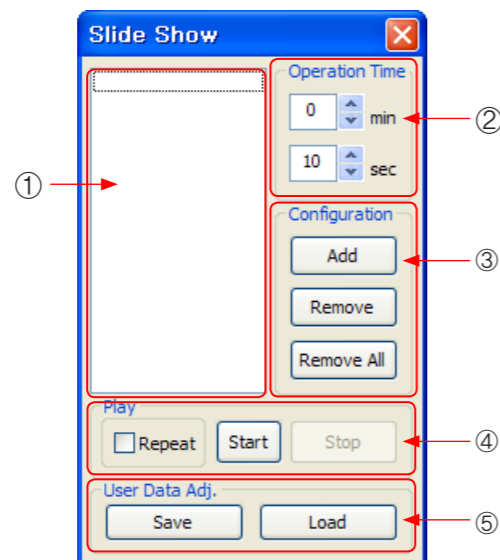 Slide Show
Operation Time
0 min
②
10 sec
①
Configuration
Add
③
Remove
Remove All
Play
Repeat Start Stop
④
User Data Adj.
Save Load
⑤